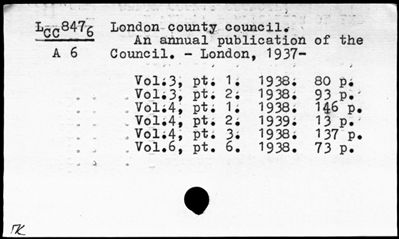 LCC 8476 London county council.
A 6 An annual publication of the
Council. - London, 1937-
Vol.3, pt. 1. 1938. 80 p.
. . Vol.3, pt. 2. 1938. 93 p.
. . Vol.4, pt. 1. 1938. 146 p.
. . Vol.4, pt. 2. 1939. 13 p.
. . Vol.4, pt. 3. 1938. 137 p.
. . Vol.6, pt. 6. 1938. 73 p.